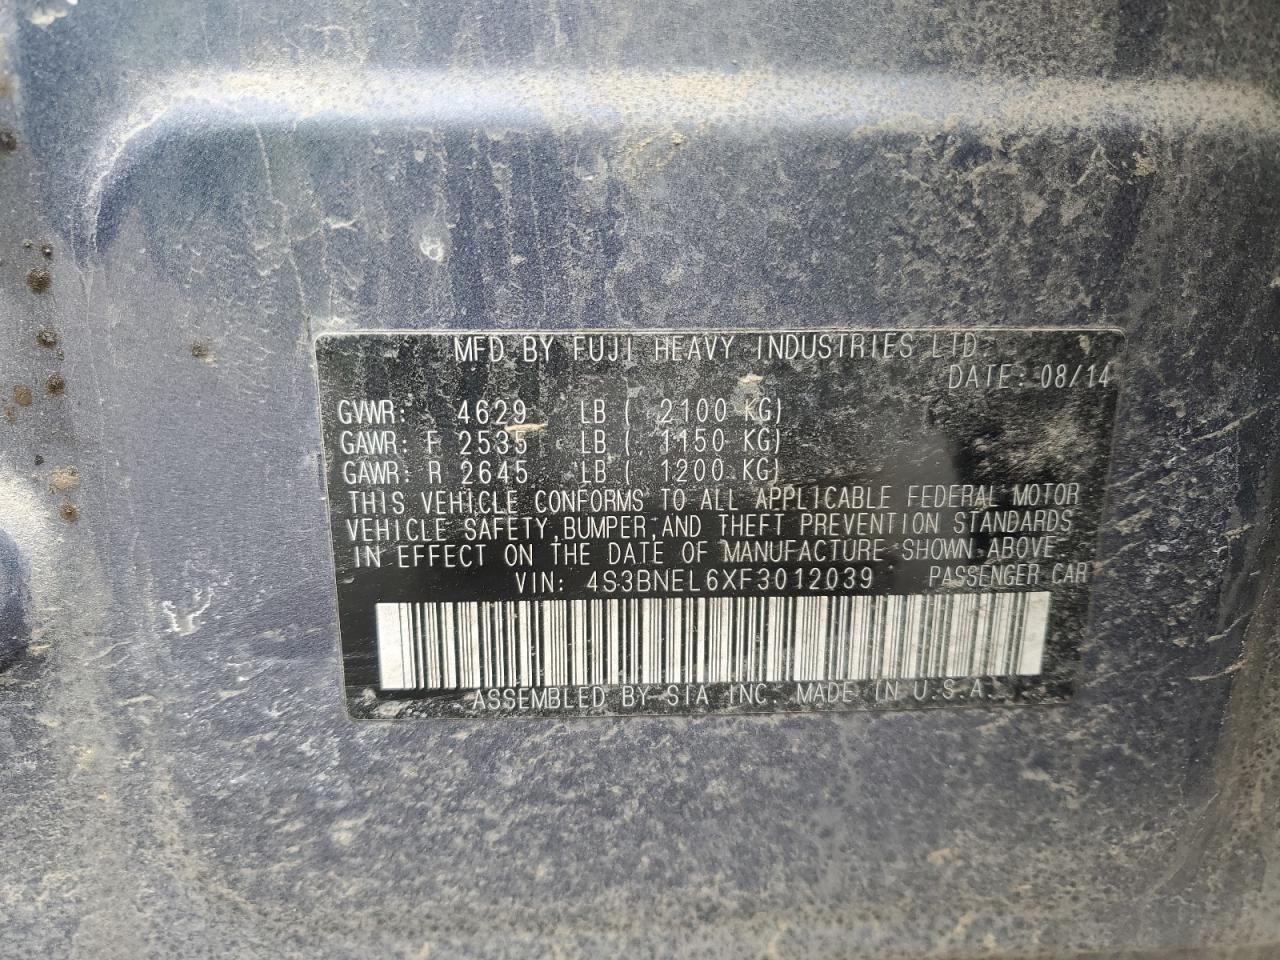 MFD BY FUJI HEAVY INDUSTRIES LTD.
DATE: 08/14
GVWR: 4629 LB ( 2100 KG)
GAWR: F 2535 LB ( 1150 KG)
GAWR: R 2645 LB ( 1200 KG)
THIS VEHICLE CONFORMS TO ALL APPLICABLE FEDERAL MOTOR
VEHICLE SAFETY, BUMPER, AND THEFT PREVENTION STANDARDS
IN EFFECT ON THE DATE OF MANUFACTURE SHOWN ABOVE
VIN: 4S3BNEL6XF3012039 PASSENGER CAR
ASSEMBLED BY SIA INC. MADE IN U.S.A.